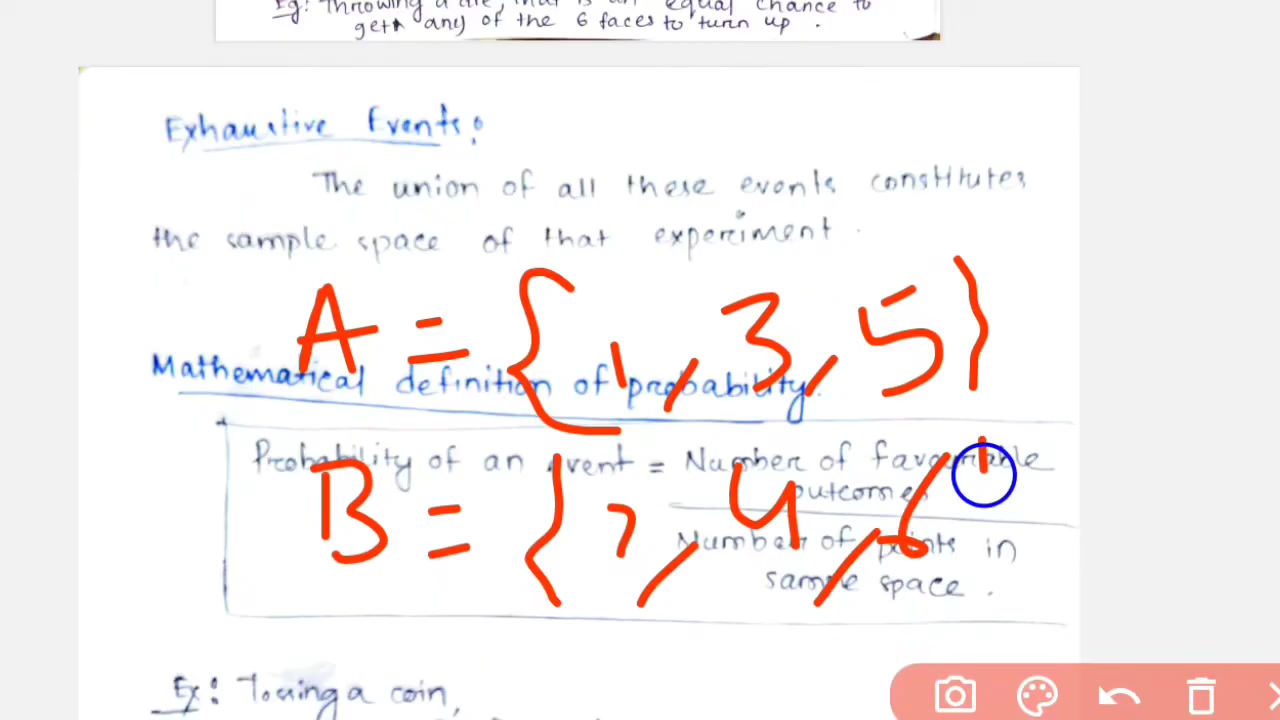 Eg: Throwing a die, that is an equal chance to
get any of the 6 faces to turn up.
Exhaustive Events:
The union of all these events constitutes
the sample space of that experiment.
A = {1, 3, 5}
Mathematical definition of probability.
Probability of an event = Number of favourable
outcomes
B = { , 4, 6
Number of points in
sample space.
Ex: Tossing a coin,